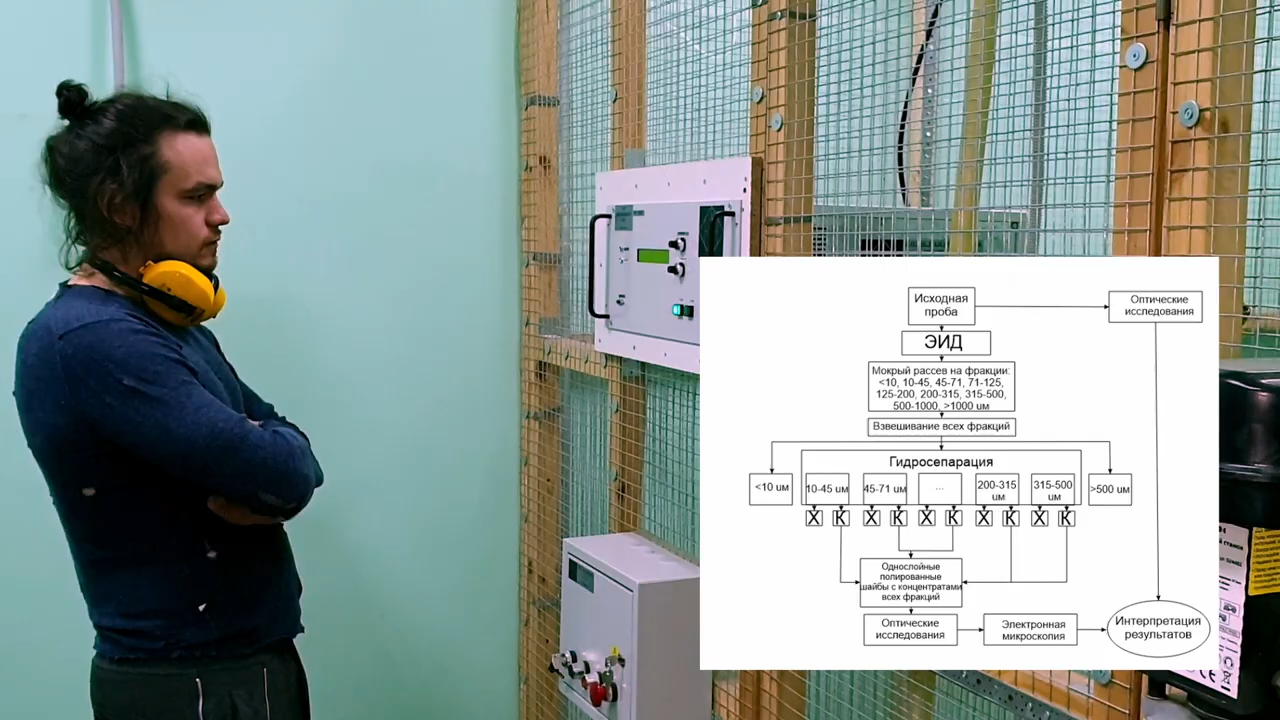 Исходная
проба
Оптические
исследования
ЭИД
Мокрый рассев на фракции:
<10, 10-45, 45-71, 71-125,
125-200, 200-315, 315-500,
500-1000, >1000 um
Взвешивание всех фракций
Гидросепарация
<10 um
10-45 um
45-71 um
...
200-315
um
315-500
um
>500 um
Х К Х К Х К Х К Х К
Однослойные
полированные
шайбы с концентратами
всех фракций
Оптические
исследования
Электронная
микроскопия
Интерпретация
результатов